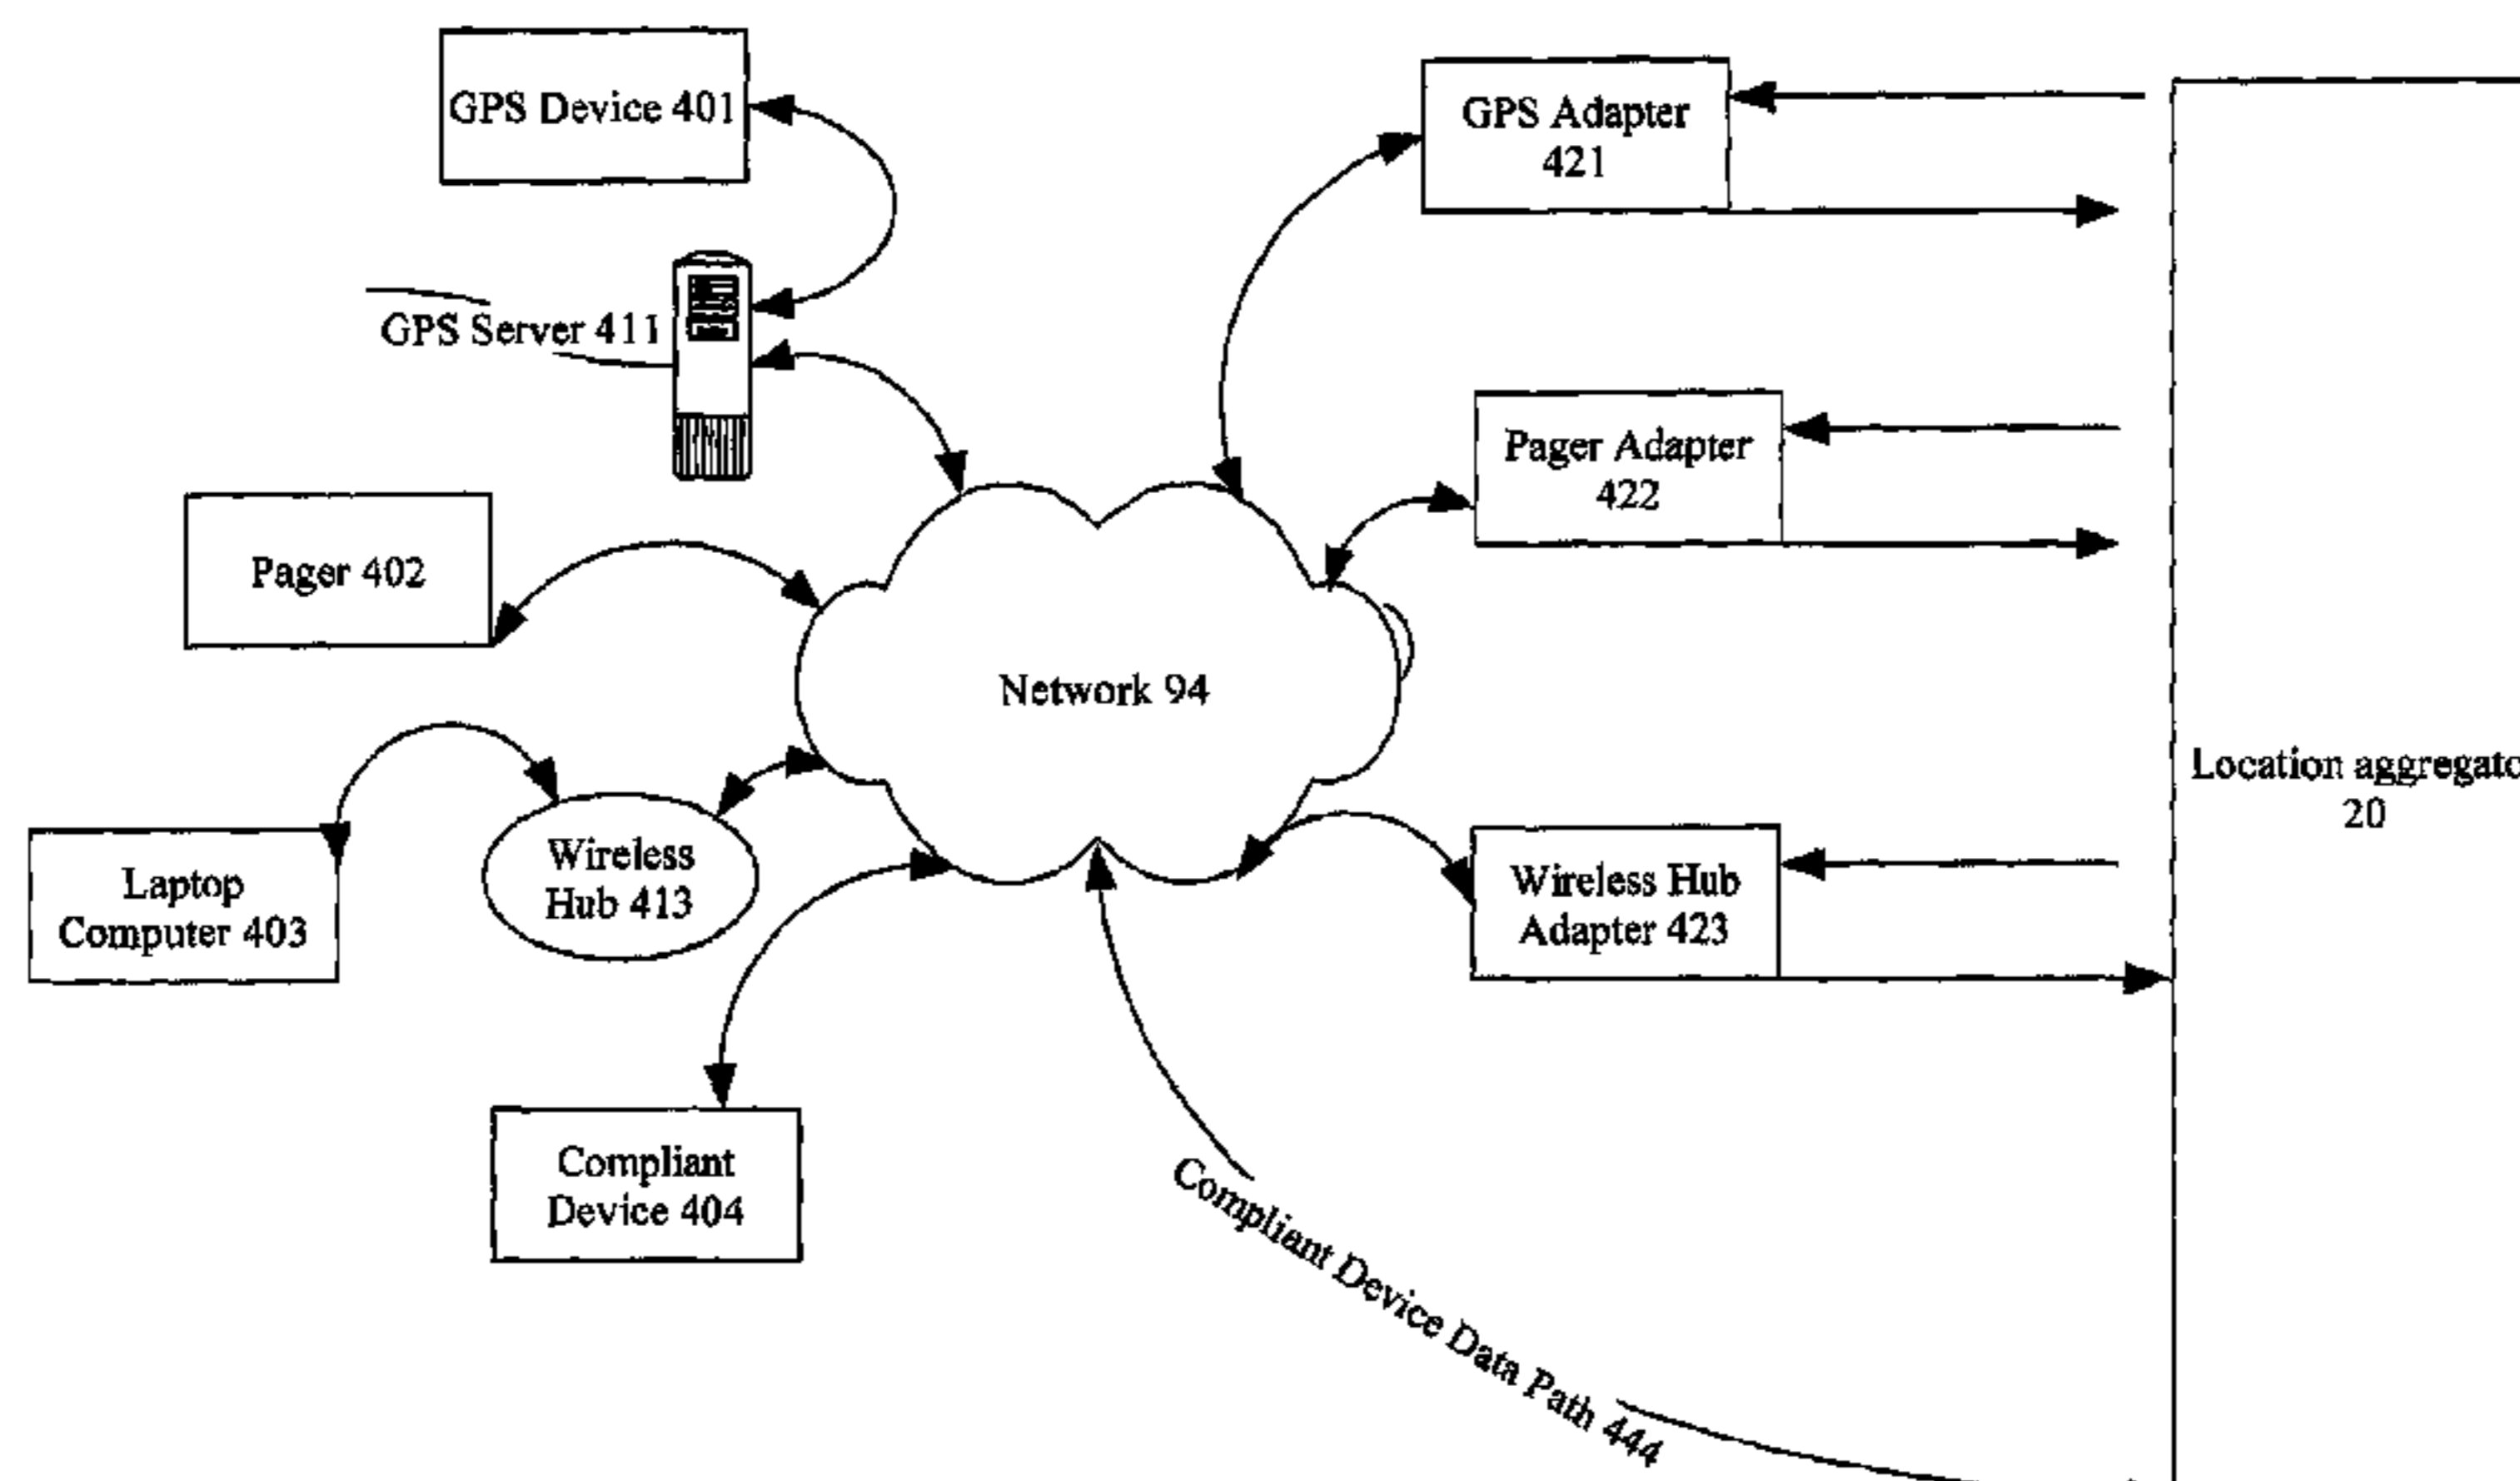 GPS Device 401
GPS Adapter
421
GPS Server 411
Pager Adapter
422
Pager 402
Network 94
Location aggregato
20
Wireless
Hub 413
Laptop
Computer 403
Wireless Hub
Adapter 423
Compliant
Device 404
Compliant Device Data Path 444